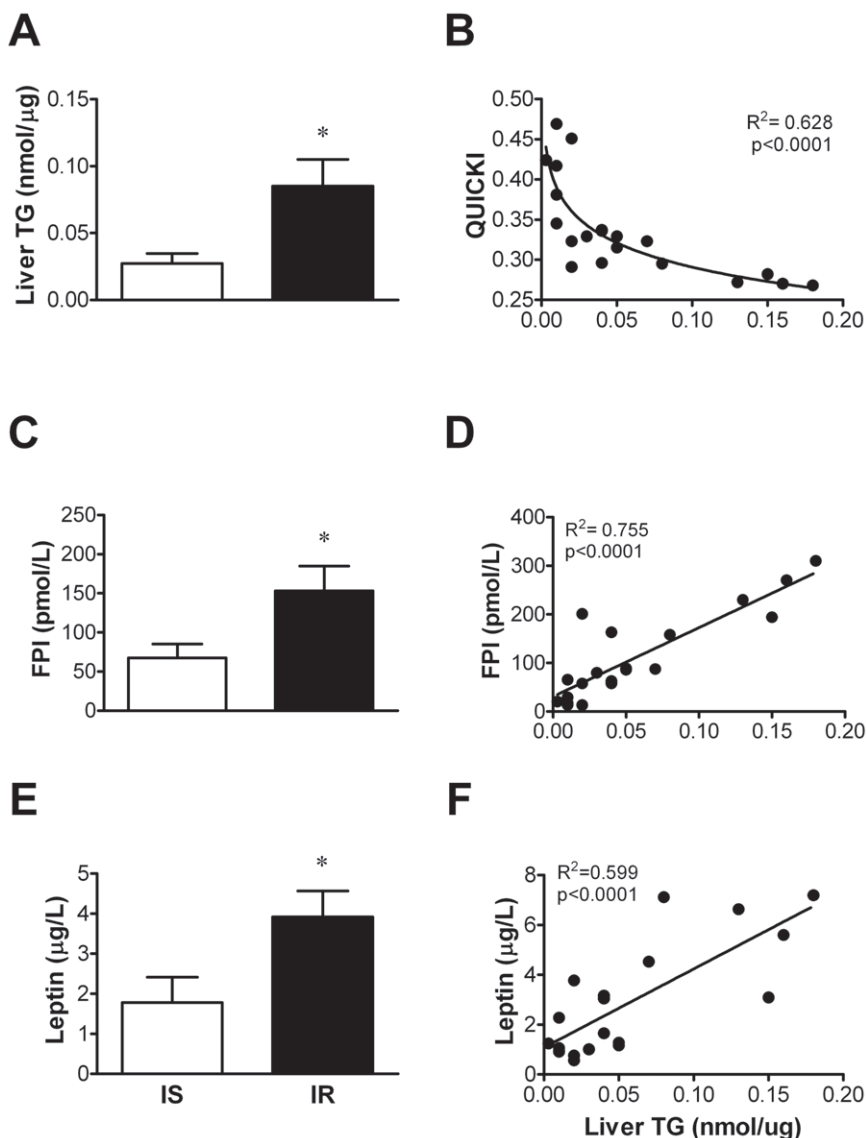 A
Liver TG (nmol/μg)
0.15
0.10
0.05
0.00
*
B
QUICKI
0.50
0.45
0.40
0.35
0.30
0.25
R²= 0.628
p<0.0001
0.00 0.05 0.10 0.15 0.20
C
FPI (pmol/L)
250
200
150
100
50
0
*
D
FPI (pmol/L)
400
300
200
100
0
R²= 0.755
p<0.0001
0.00 0.05 0.10 0.15 0.20
E
Leptin (μg/L)
5
4
3
2
1
0
*
IS IR
F
Leptin (μg/L)
8
6
4
2
0
R²=0.599
p<0.0001
0.00 0.05 0.10 0.15 0.20
Liver TG (nmol/ug)